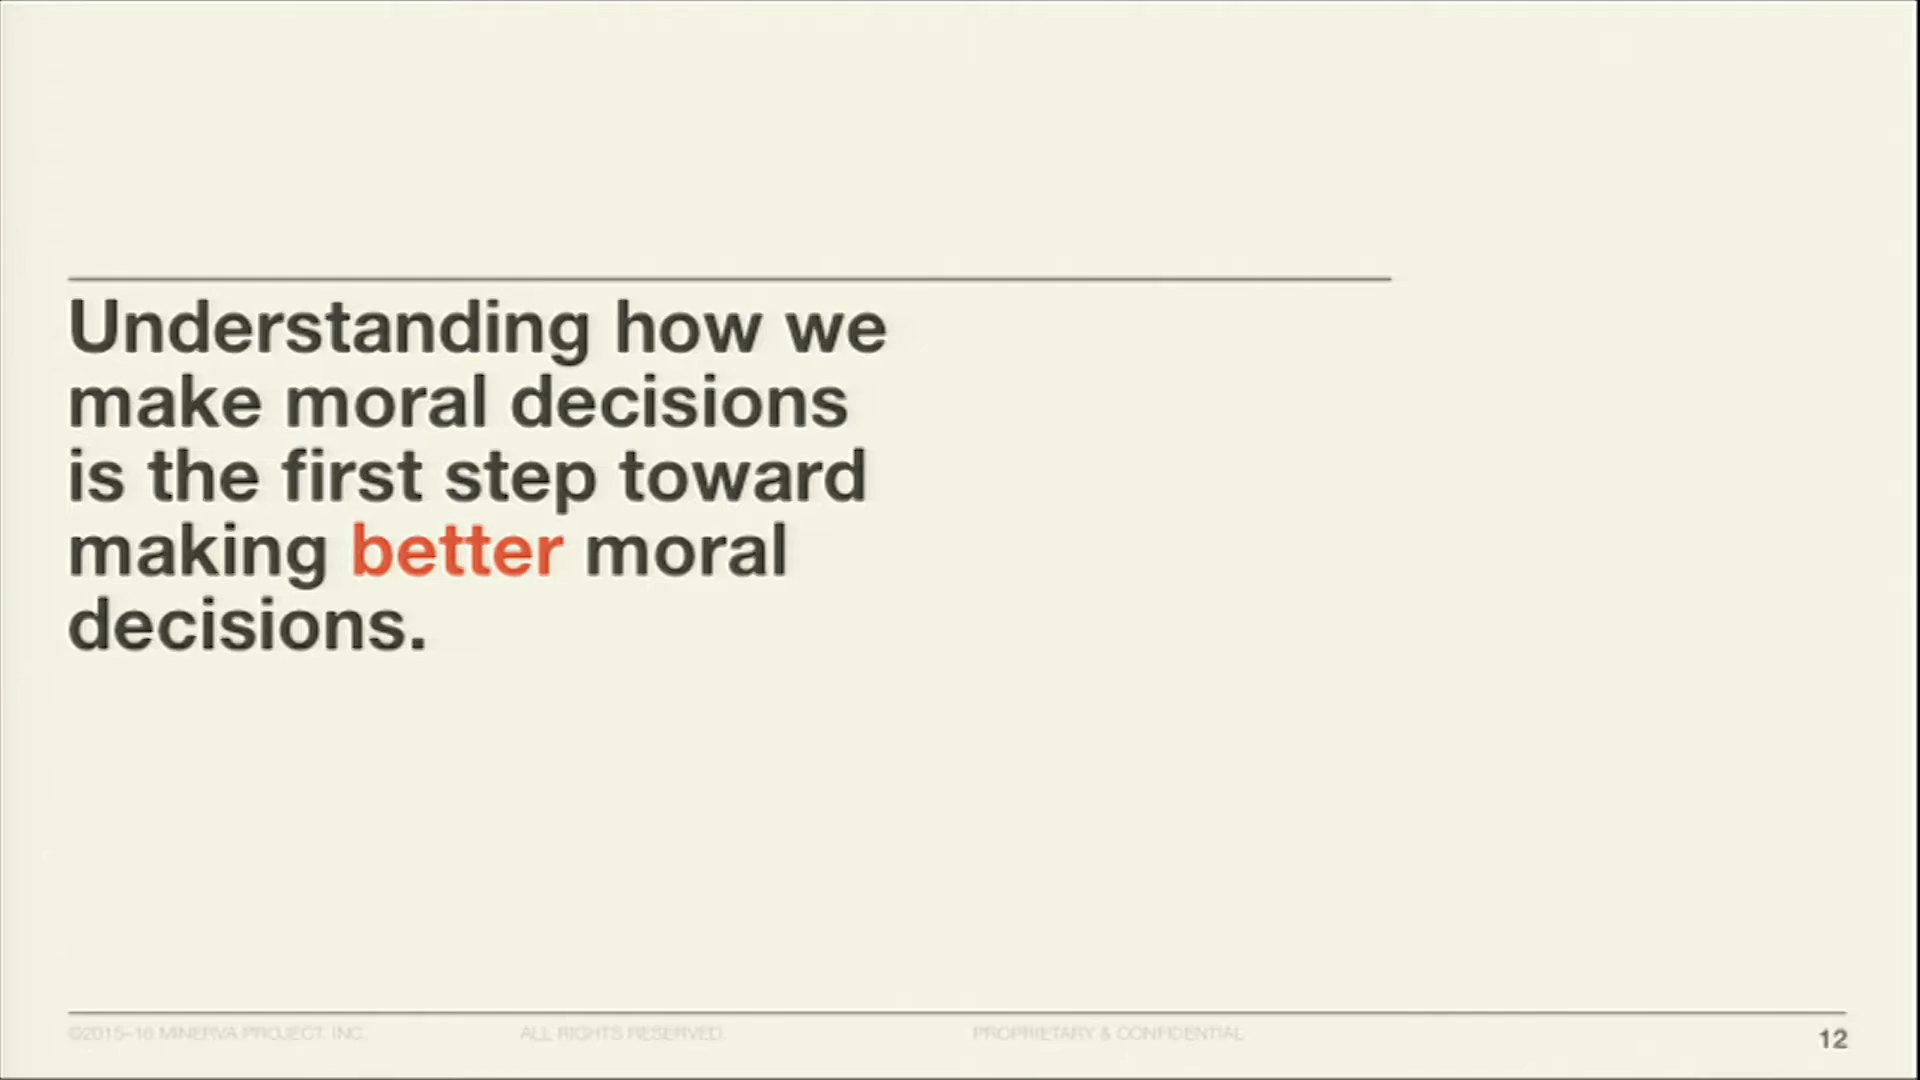 Understanding how we
make moral decisions
is the first step toward
making better moral
decisions.
©2015–16 MINERVA PROJECT, INC.
ALL RIGHTS RESERVED.
PROPRIETARY & CONFIDENTIAL
12